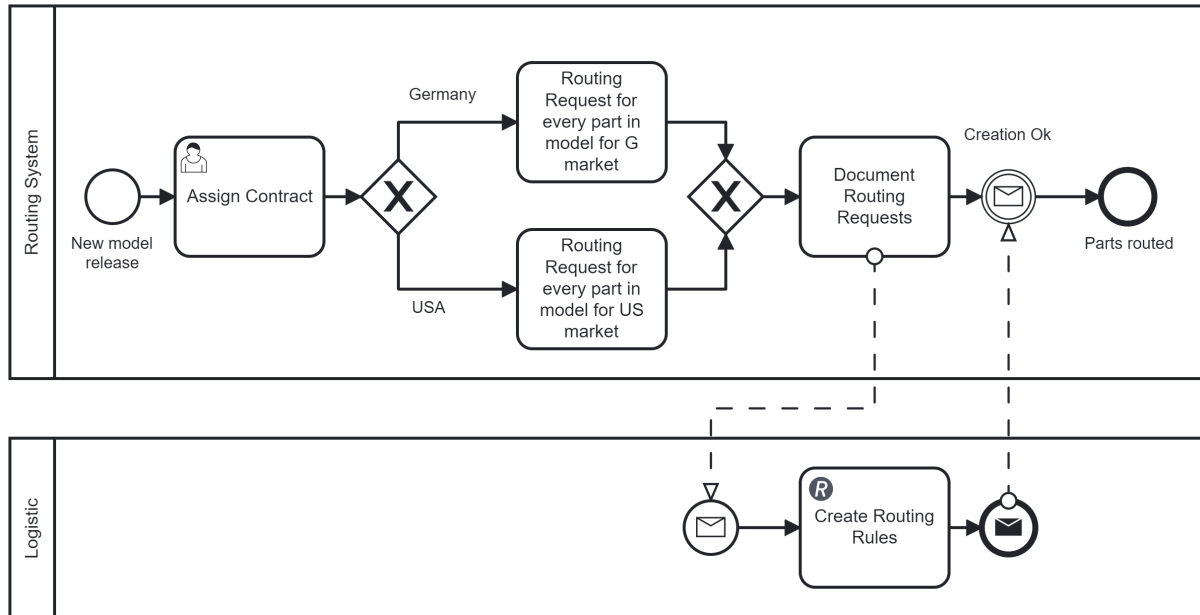 Routing System
New model
release
Assign Contract
Germany
USA
Routing
Request for
every part in
model for G
market
Routing
Request for
every part in
model for US
market
Document
Routing
Requests
Creation Ok
Parts routed
Logistic
R
Create Routing
Rules